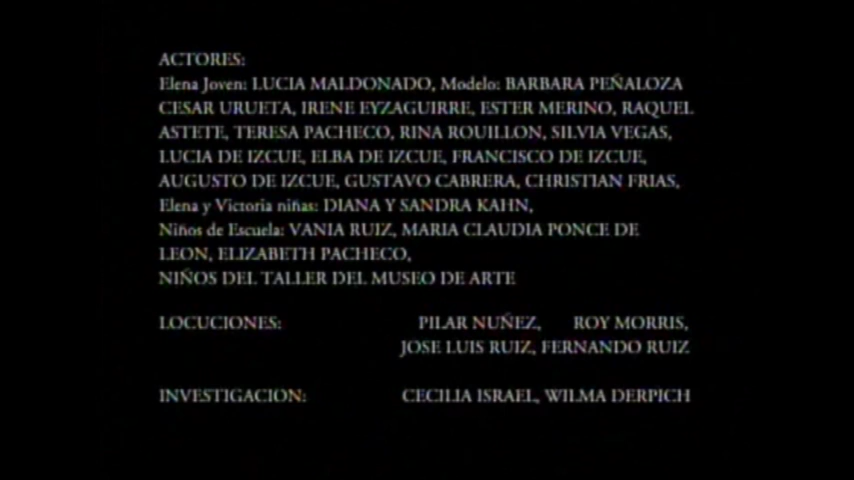 ACTORES:
Elena Joven: LUCIA MALDONADO, Modelo: BARBARA PEÑALOZA
CESAR URUETA, IRENE EYZAGUIRRE, ESTER MERINO, RAQUEL
ASTETE, TERESA PACHECO, RINA ROUILLON, SILVIA VEGAS,
LUCIA DE IZCUE, ELBA DE IZCUE, FRANCISCO DE IZCUE,
AUGUSTO DE IZCUE, GUSTAVO CABRERA, CHRISTIAN FRIAS,
Elena y Victoria niñas: DIANA Y SANDRA KAHN,
Niños de Escuela: VANIA RUIZ, MARIA CLAUDIA PONCE DE
LEON, ELIZABETH PACHECO,
NIÑOS DEL TALLER DEL MUSEO DE ARTE
LOCUCIONES: PILAR NUÑEZ, ROY MORRIS,
JOSE LUIS RUIZ, FERNANDO RUIZ
INVESTIGACION: CECILIA ISRAEL, WILMA DERPICH